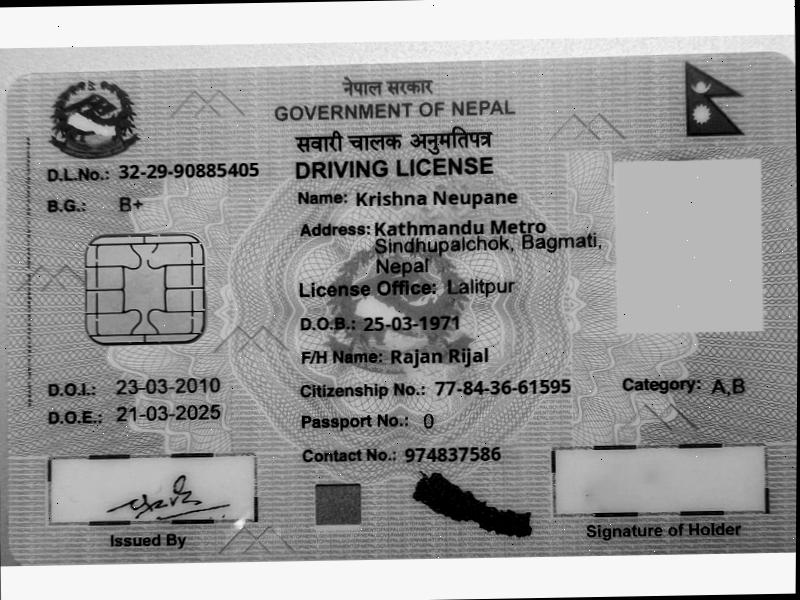 नेपाल सरकार
GOVERNMENT OF NEPAL
सवारी चालक अनुमतिपत्र
DRIVING LICENSE
D.L.No.: 32-29-90885405
B.G.: B+
Name: Krishna Neupane
Address: Kathmandu Metro
Sindhupalchok, Bagmati,
Nepal
License Office: Lalitpur
D.O.B.: 25-03-1971
F/H Name: Rajan Rijal
D.O.I.: 23-03-2010
Citizenship No.: 77-84-36-61595
Category: A,B
D.O.E.: 21-03-2025
Passport No.: 0
Contact No.: 974837586
Issued By
Signature of Holder